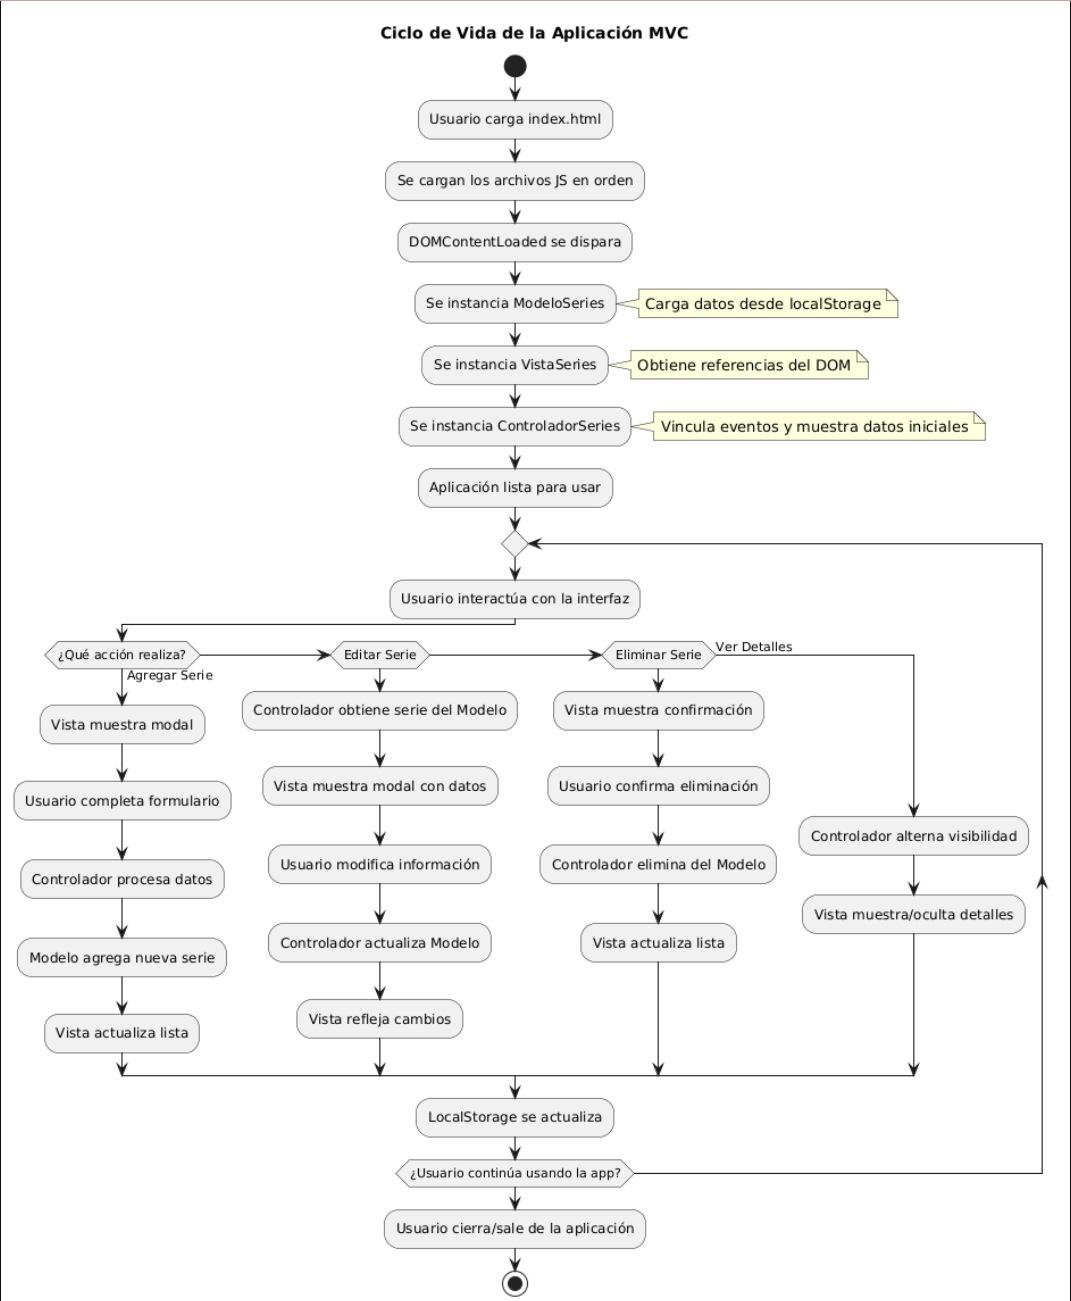 Ciclo de Vida de la Aplicación MVC
Usuario carga index.html
Se cargan los archivos JS en orden
DOMContentLoaded se dispara
Se instancia ModeloSeries
Carga datos desde localStorage
Se instancia VistaSeries
Obtiene referencias del DOM
Se instancia ControladorSeries
Vincula eventos y muestra datos iniciales
Aplicación lista para usar
Usuario interactúa con la interfaz
¿Qué acción realiza?
Agregar Serie
Vista muestra modal
Usuario completa formulario
Controlador procesa datos
Modelo agrega nueva serie
Vista actualiza lista
Editar Serie
Controlador obtiene serie del Modelo
Vista muestra modal con datos
Usuario modifica información
Controlador actualiza Modelo
Vista refleja cambios
Eliminar Serie
Vista muestra confirmación
Usuario confirma eliminación
Controlador elimina del Modelo
Vista actualiza lista
Ver Detalles
Controlador alterna visibilidad
Vista muestra/oculta detalles
LocalStorage se actualiza
¿Usuario continúa usando la app?
Usuario cierra/sale de la aplicación